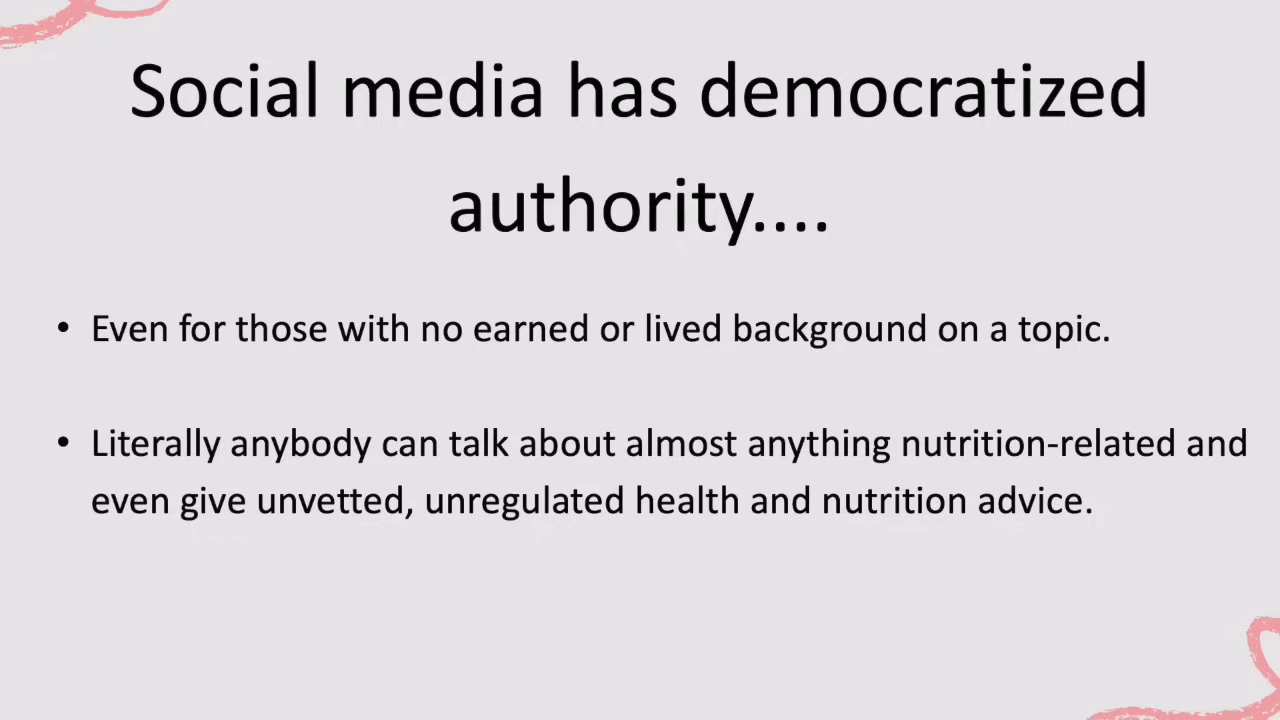 Social media has democratized
authority....
• Even for those with no earned or lived background on a topic.
• Literally anybody can talk about almost anything nutrition-related and
even give unvetted, unregulated health and nutrition advice.